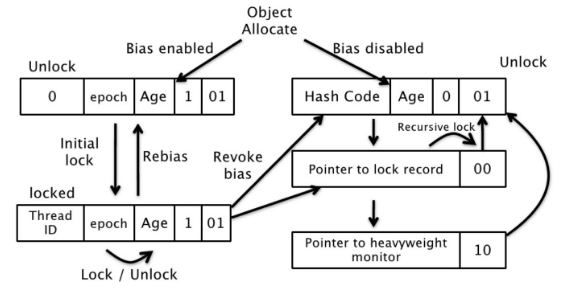 Object
Allocate
Bias enabled
Bias disabled
Unlock
0 epoch Age 1 01
Unlock
Hash Code Age 0 01
Initial
lock
Rebias
Revoke
bias
Recursive lock
Pointer to lock record 00
locked
Thread
ID
epoch Age 1 01
Lock / Unlock
Pointer to heavyweight
monitor
10